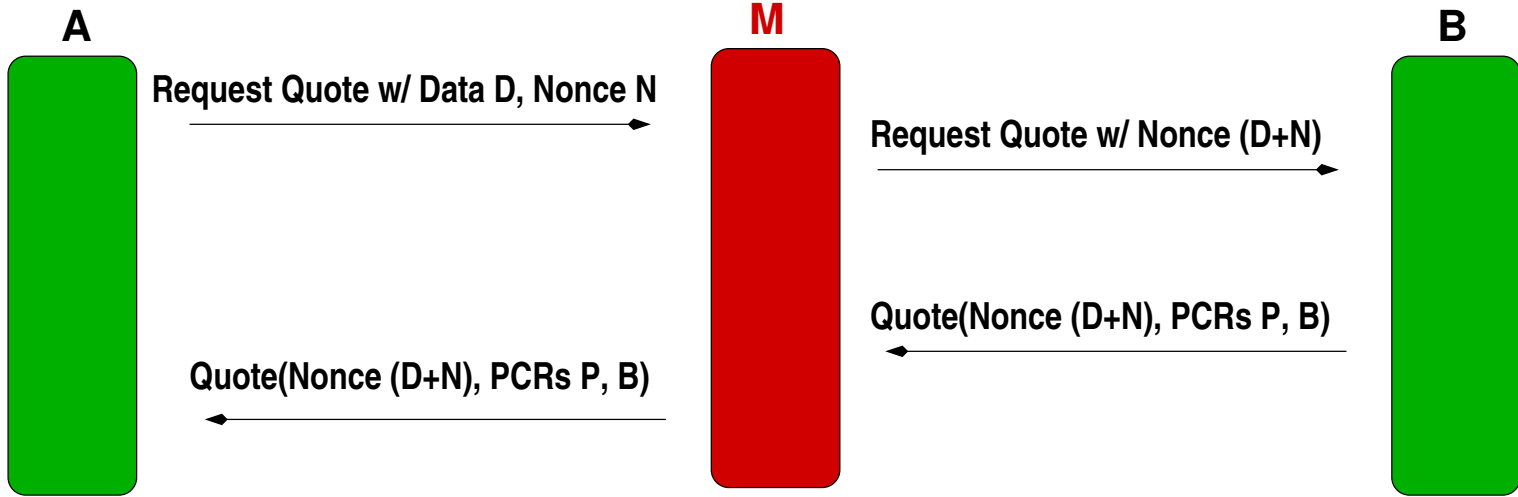 A
M
B
Request Quote w/ Data D, Nonce N
Request Quote w/ Nonce (D+N)
Quote(Nonce (D+N), PCRs P, B)
Quote(Nonce (D+N), PCRs P, B)